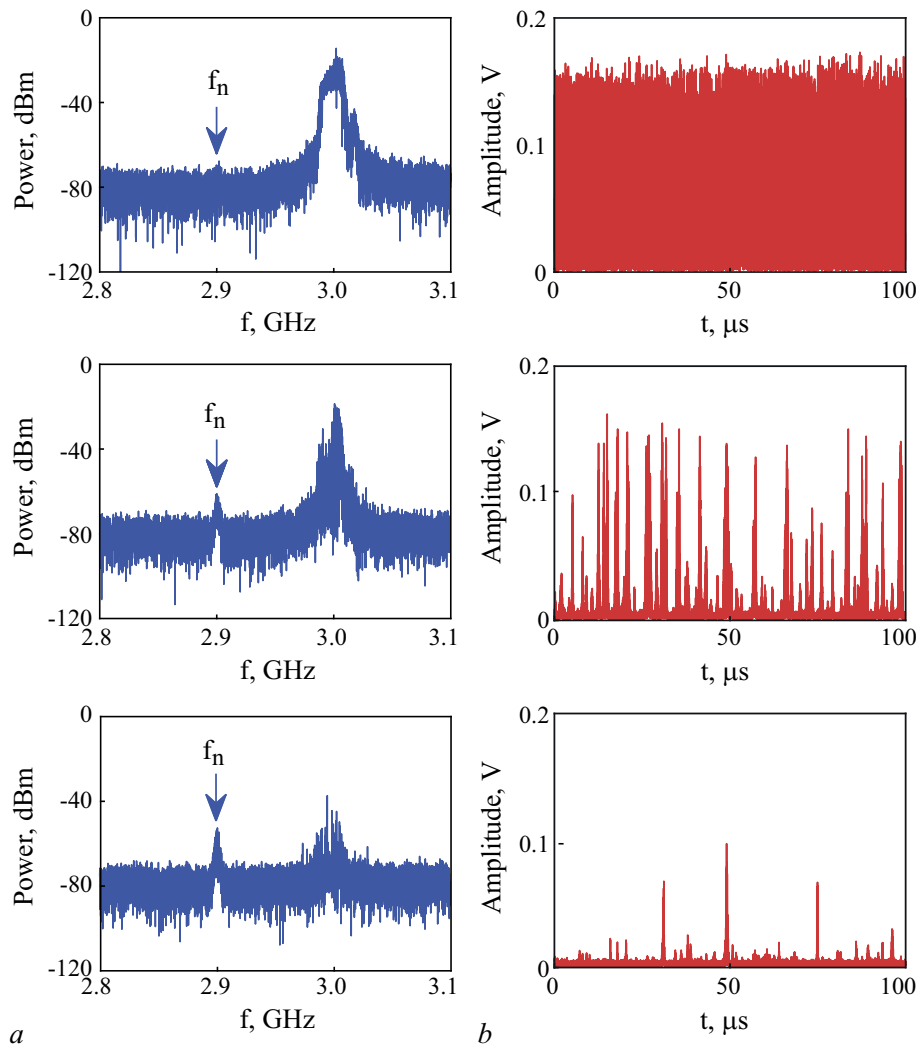 0
-40
-80
-120
Power, dBm
fn
2.8
2.9
3.0
3.1
f, GHz
0.2
0.1
0
Amplitude, V
0
50
100
t, μs
0
-40
-80
-120
Power, dBm
fn
2.8
2.9
3.0
3.1
f, GHz
0.2
0.1
0
Amplitude, V
0
50
100
t, μs
0
-40
-80
-120
Power, dBm
fn
2.8
2.9
3.0
3.1
f, GHz
0.2
0.1
0
Amplitude, V
0
50
100
t, μs
a
b